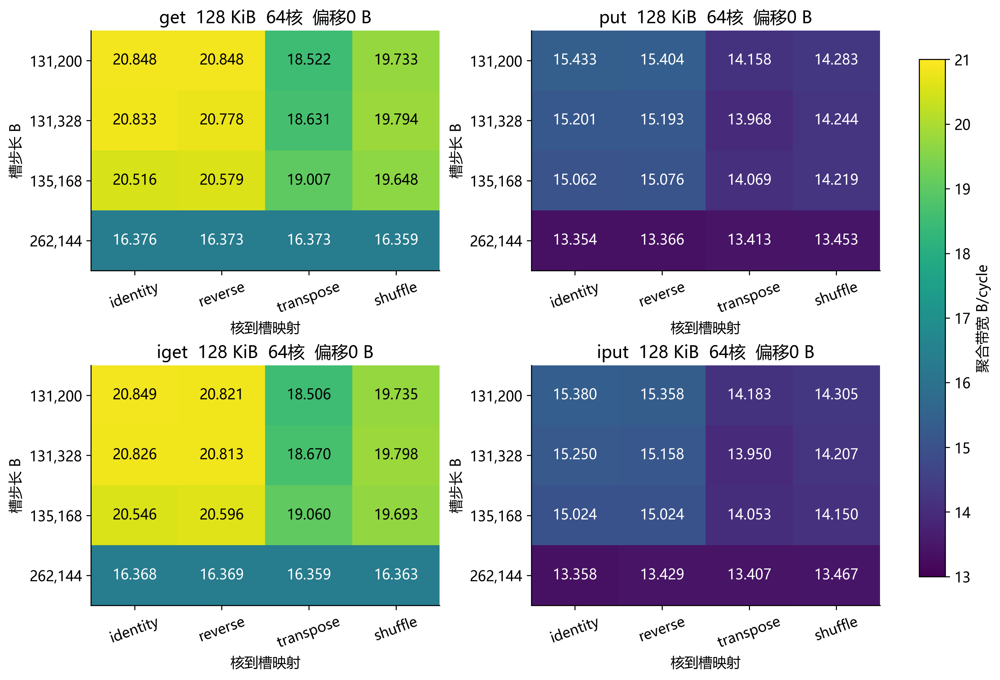 get  128 KiB  64核  偏移0 B
槽步长 B
131,200 20.848 20.848 18.522 19.733
131,328 20.833 20.778 18.631 19.794
135,168 20.516 20.579 19.007 19.648
262,144 16.376 16.373 16.373 16.359
identity reverse transpose shuffle
核到槽映射
put  128 KiB  64核  偏移0 B
槽步长 B
131,200 15.433 15.404 14.158 14.283
131,328 15.201 15.193 13.968 14.244
135,168 15.062 15.076 14.069 14.219
262,144 13.354 13.366 13.413 13.453
identity reverse transpose shuffle
核到槽映射
iget  128 KiB  64核  偏移0 B
槽步长 B
131,200 20.849 20.821 18.506 19.735
131,328 20.826 20.813 18.670 19.798
135,168 20.546 20.596 19.060 19.693
262,144 16.368 16.369 16.359 16.363
identity reverse transpose shuffle
核到槽映射
iput  128 KiB  64核  偏移0 B
槽步长 B
131,200 15.380 15.358 14.183 14.305
131,328 15.250 15.158 13.950 14.207
135,168 15.024 15.024 14.053 14.150
262,144 13.358 13.429 13.407 13.467
identity reverse transpose shuffle
核到槽映射
21
20
19
18
17
16
15
14
13
聚合带宽 B/cycle